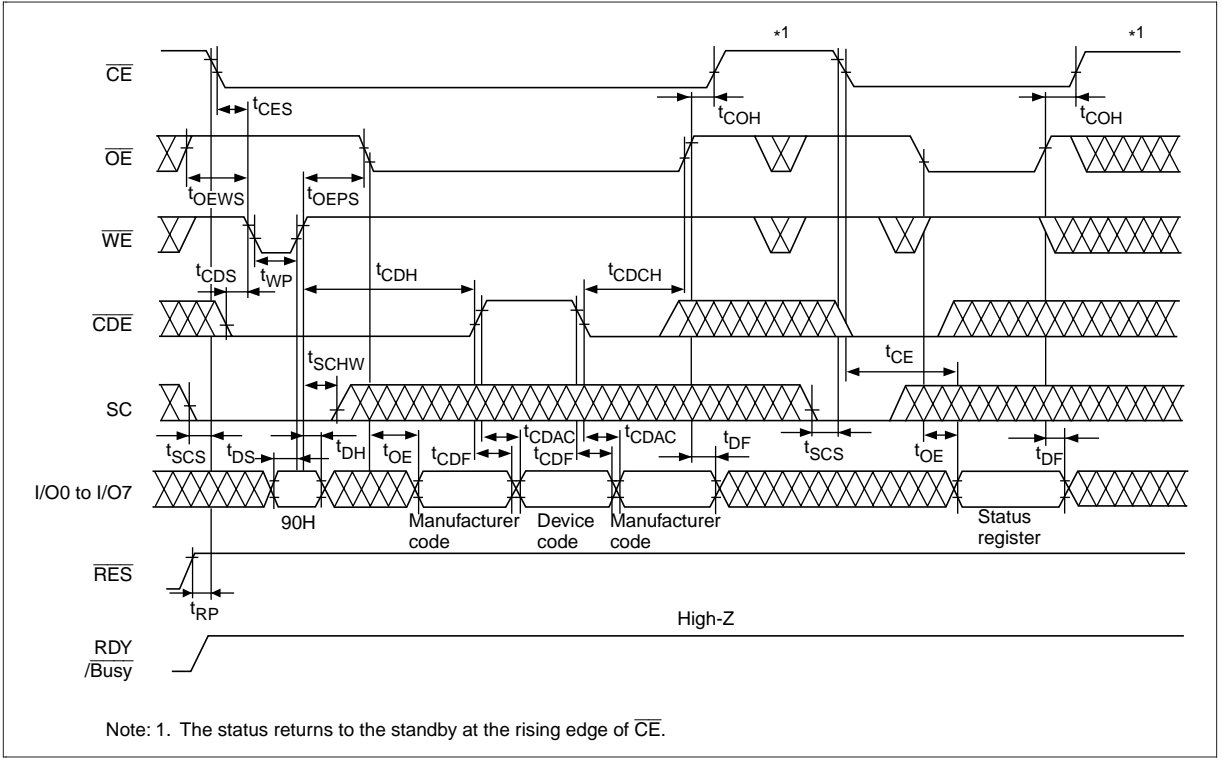 *1 *1
CE
tCES tCOH tCOH
OE
tOEWS tOEPS
WE
tCDS tWP tCDH tCDCH
CDE
tSCHW tCE
SC
tSCS tDS tDH tOE tCDAC tCDF tCDAC tCDF tDF tSCS tOE tDF
I/O0 to I/O7
90H Manufacturer code Device code Manufacturer code Status register
RES
tRP
High-Z
RDY
/Busy
Note: 1. The status returns to the standby at the rising edge of CE.